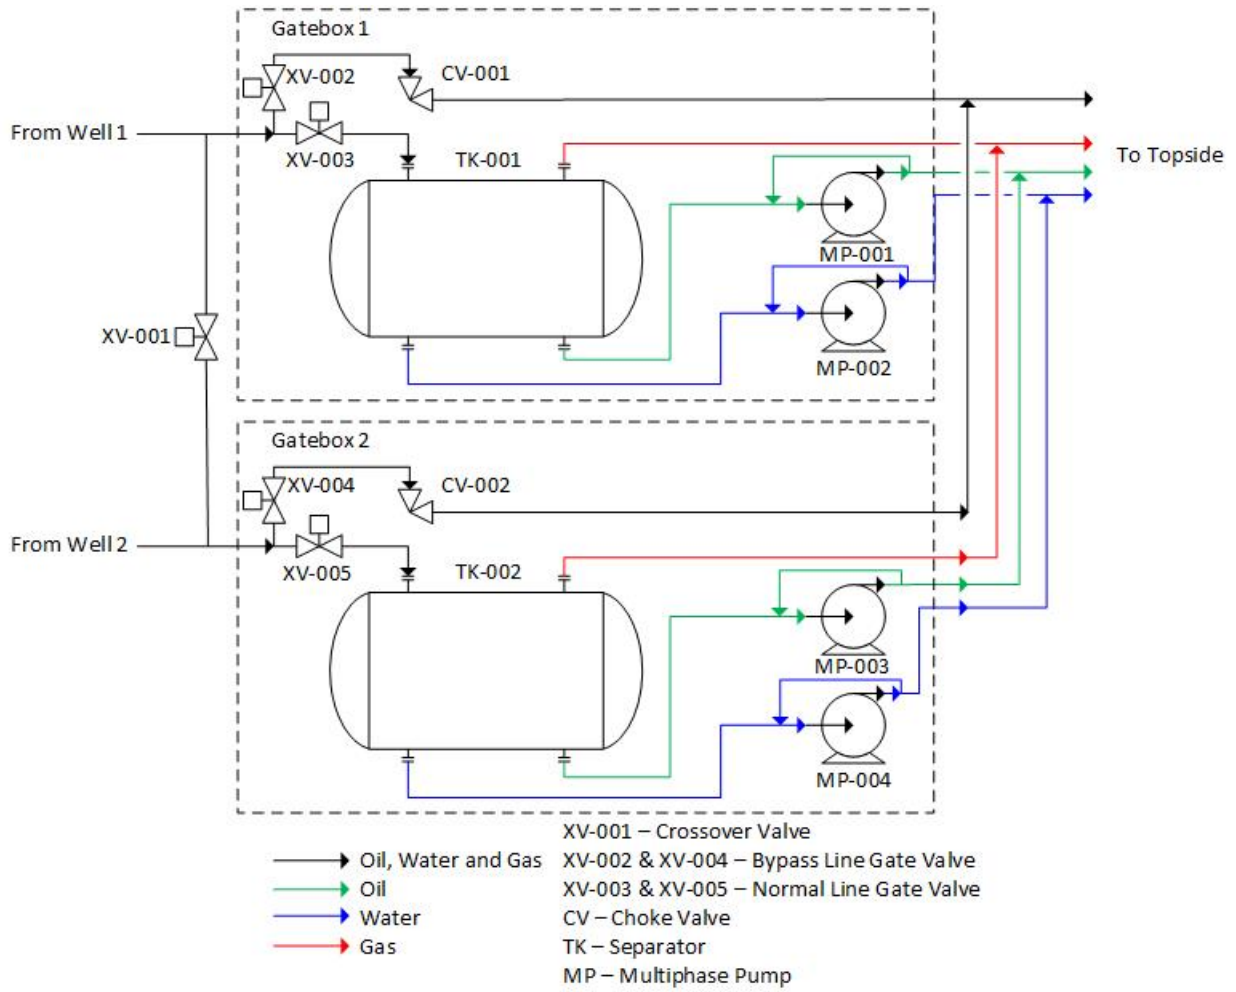 Gatebox 1
XV-002
CV-001
From Well 1
XV-003
TK-001
To Topside
MP-001
XV-001
MP-002
Gatebox 2
XV-004
CV-002
From Well 2
XV-005
TK-002
MP-003
MP-004
XV-001 – Crossover Valve
Oil, Water and Gas
XV-002 & XV-004 – Bypass Line Gate Valve
Oil
XV-003 & XV-005 – Normal Line Gate Valve
Water
CV – Choke Valve
Gas
TK – Separator
MP – Multiphase Pump